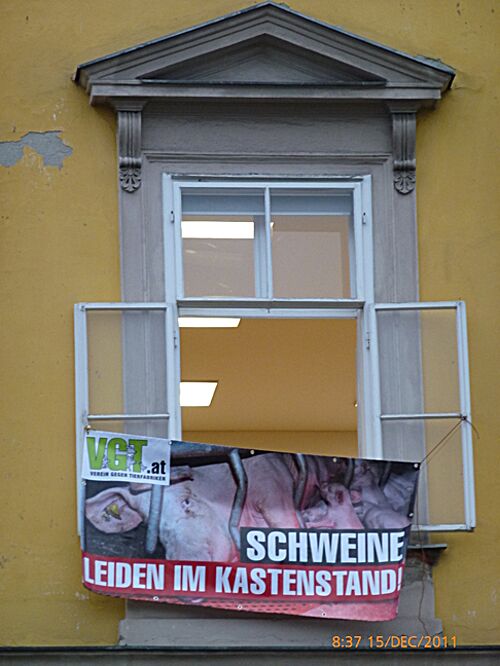 VGT.at
VEREIN GEGEN TIERFABRIKEN
SCHWEINE
LEIDEN IM KASTENSTAND!
8:37 15/DEC/2011